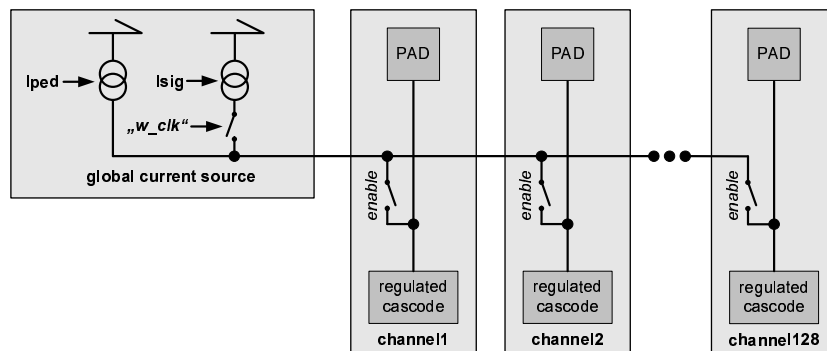 Iped
Isig
„w_clk“
global current source
PAD
enable
regulated
cascode
channel1
PAD
enable
regulated
cascode
channel2
PAD
enable
regulated
cascode
channel128